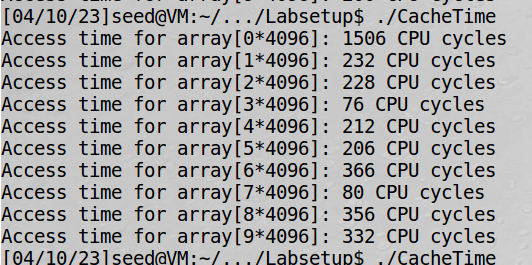 [04/10/23]seed@VM:~/.../Labsetup$ ./CacheTime
Access time for array[0*4096]: 1506 CPU cycles
Access time for array[1*4096]: 232 CPU cycles
Access time for array[2*4096]: 228 CPU cycles
Access time for array[3*4096]: 76 CPU cycles
Access time for array[4*4096]: 212 CPU cycles
Access time for array[5*4096]: 206 CPU cycles
Access time for array[6*4096]: 366 CPU cycles
Access time for array[7*4096]: 80 CPU cycles
Access time for array[8*4096]: 356 CPU cycles
Access time for array[9*4096]: 332 CPU cycles
[04/10/23]seed@VM:~/.../Labsetup$ ./CacheTime